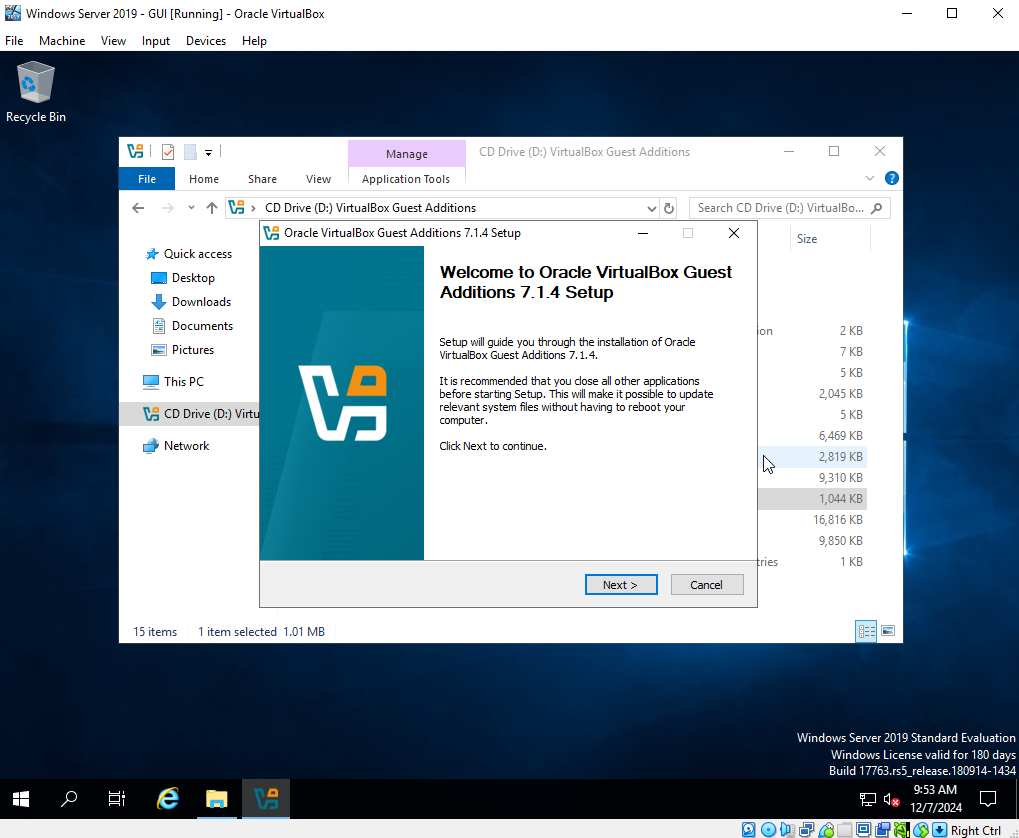 Windows Server 2019 - GUI [Running] - Oracle VirtualBox
File Machine View Input Devices Help
Recycle Bin
Manage
CD Drive (D:) VirtualBox Guest Additions
File Home Share View Application Tools
CD Drive (D:) VirtualBox Guest Additions
Search CD Drive (D:) VirtualBo...
Oracle VirtualBox Guest Additions 7.1.4 Setup
Size
Quick access
Desktop
Downloads
Documents
Pictures
This PC
CD Drive (D:) Virtu
Network
Welcome to Oracle VirtualBox Guest
Additions 7.1.4 Setup
Setup will guide you through the installation of Oracle
VirtualBox Guest Additions 7.1.4.
It is recommended that you close all other applications
before starting Setup. This will make it possible to update
relevant system files without having to reboot your
computer.
Click Next to continue.
ion 2 KB
7 KB
5 KB
2,045 KB
5 KB
6,469 KB
2,819 KB
9,310 KB
1,044 KB
16,816 KB
9,850 KB
tries 1 KB
Next > Cancel
15 items 1 item selected 1.01 MB
Windows Server 2019 Standard Evaluation
Windows License valid for 180 days
Build 17763.rs5_release.180914-1434
9:53 AM
12/7/2024
Right Ctrl